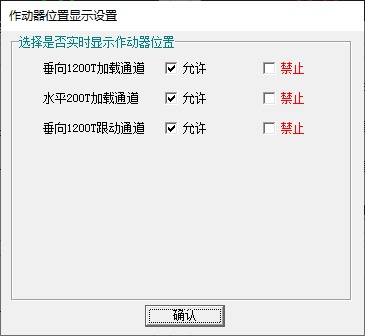 作动器位置显示设置
选择是否实时显示作动器位置
垂向1200T加载通道 允许 禁止
水平200T加载通道 允许 禁止
垂向1200T跟动通道 允许 禁止
确认